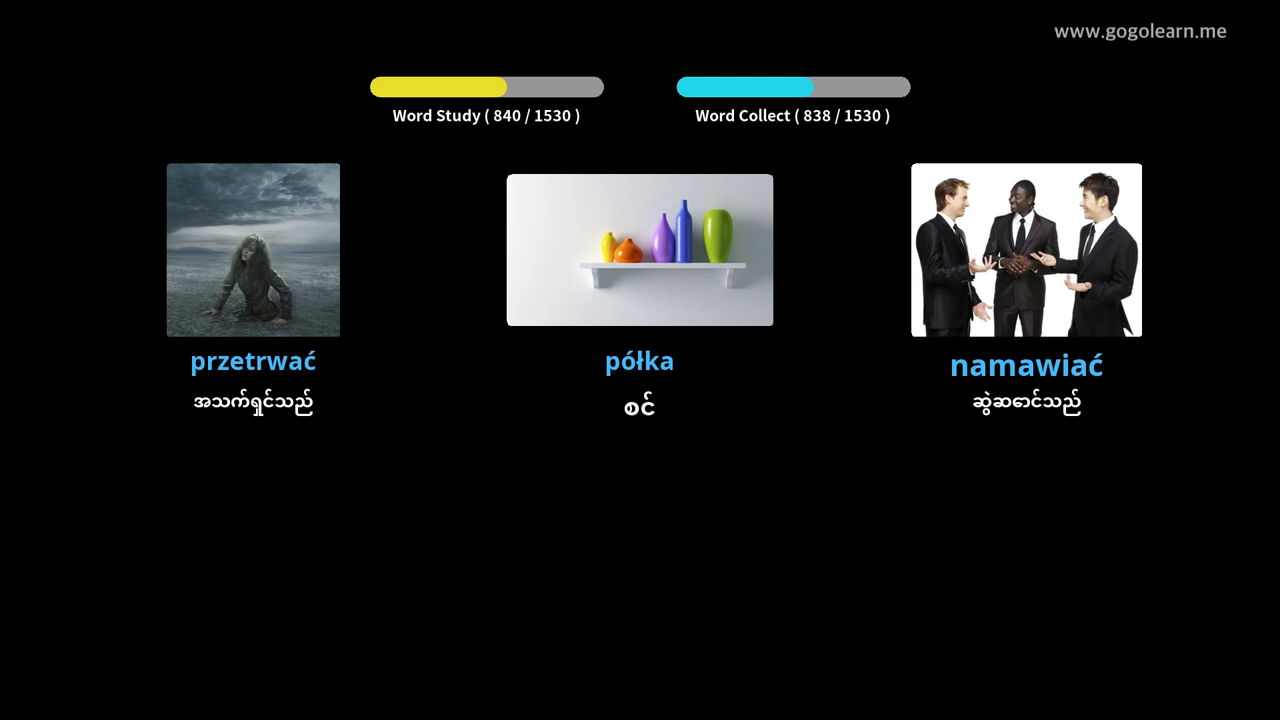 www.gogolearn.me
Word Study ( 840 / 1530 )
Word Collect ( 838 / 1530 )
przetrwać
półka
namawiać
အသက်ရှင်သည်
စင်
ဆွဲဆောင်သည်